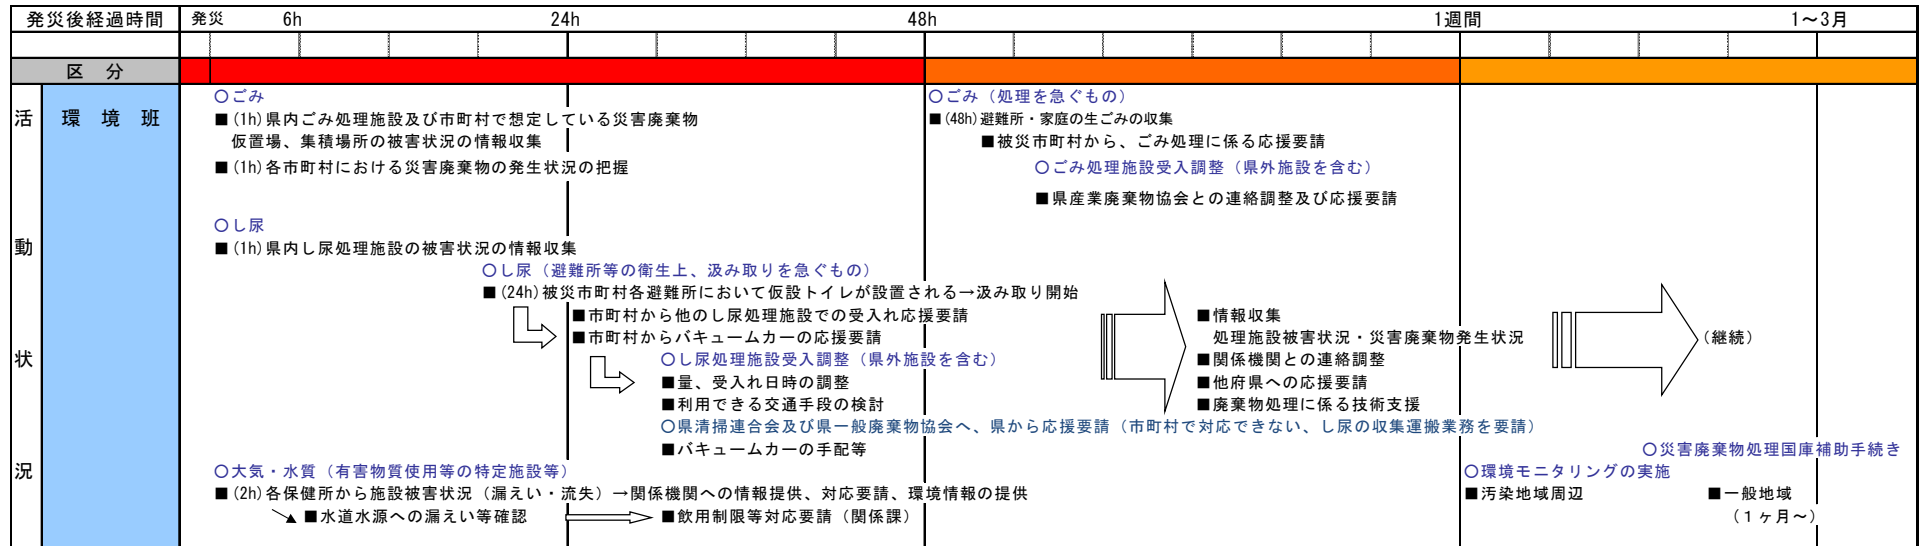 発災後経過時間 発災 6h 24h 48h 1週間 1～3月
区　分
活動状況
環　境　班
○ごみ
■(1h)県内ごみ処理施設及び市町村で想定している災害廃棄物
仮置場、集積場所の被害状況の情報収集
■(1h)各市町村における災害廃棄物の発生状況の把握
○ごみ（処理を急ぐもの）
■(48h)避難所・家庭の生ごみの収集
■被災市町村から、ごみ処理に係る応援要請
○ごみ処理施設受入調整（県外施設を含む）
■県産業廃棄物協会との連絡調整及び応援要請
○し尿
■(1h)県内し尿処理施設の被害状況の情報収集
○し尿（避難所等の衛生上、汲み取りを急ぐもの）
■(24h)被災市町村各避難所において仮設トイレが設置される→汲み取り開始
■市町村から他のし尿処理施設での受入れ応援要請
■市町村からバキュームカーの応援要請
○し尿処理施設受入調整（県外施設を含む）
■量、受入れ日時の調整
■利用できる交通手段の検討
○県清掃連合会及び県一般廃棄物協会へ、県から応援要請（市町村で対応できない、し尿の収集運搬業務を要請）
■バキュームカーの手配等
■情報収集
処理施設被害状況・災害廃棄物発生状況
■関係機関との連絡調整
■他府県への応援要請
■廃棄物処理に係る技術支援
（継続）
○災害廃棄物処理国庫補助手続き
○大気・水質（有害物質使用等の特定施設等）
■(2h)各保健所から施設被害状況（漏えい・流失）→関係機関への情報提供、対応要請、環境情報の提供
■水道水源への漏えい等確認
■飲用制限等対応要請（関係課）
○環境モニタリングの実施
■汚染地域周辺
■一般地域
（１ヶ月～）